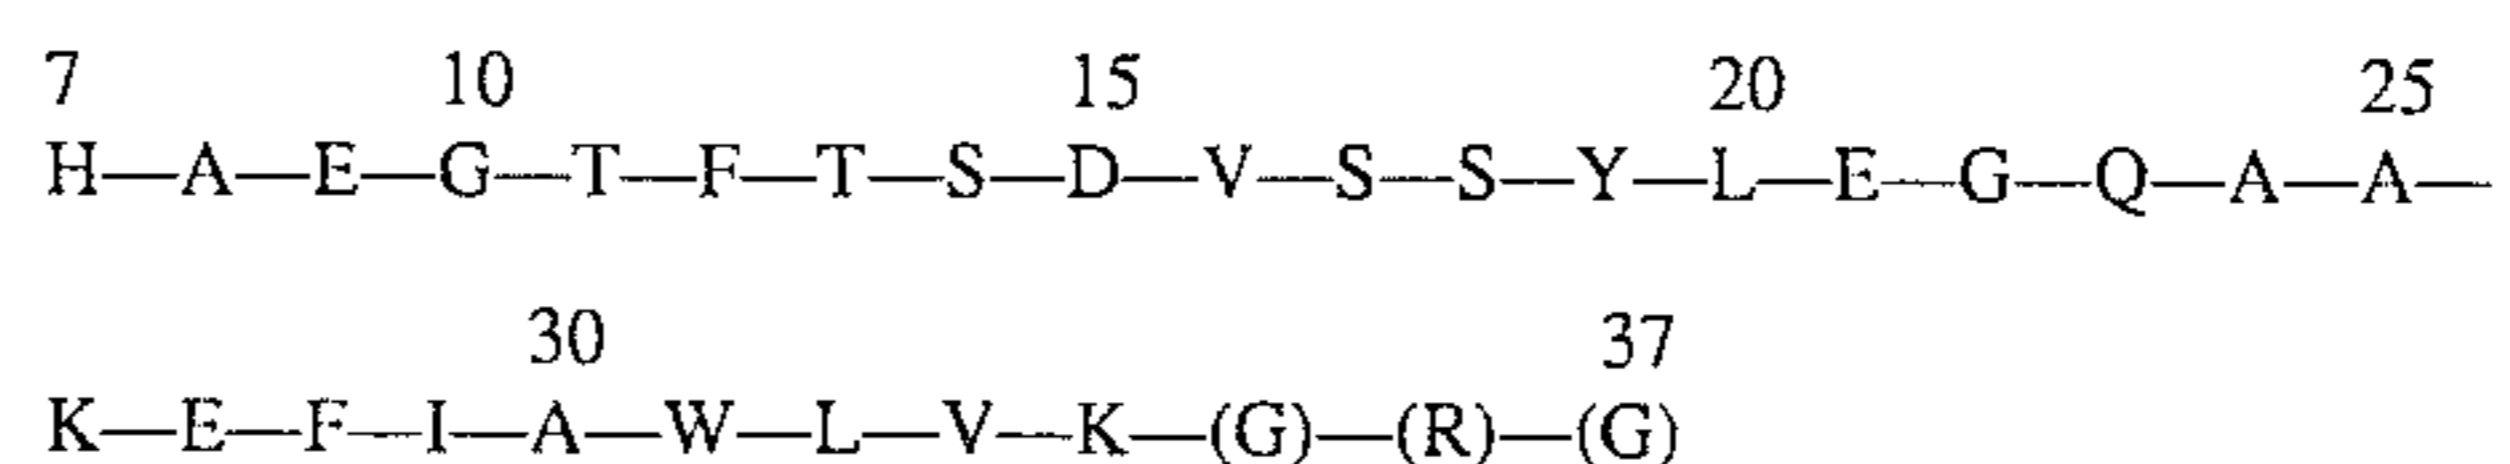 7 10 15 20 25
H—A—E—G—T—F—T—S—D—V—S—S—Y—L—E—G—Q—A—A—
30 37
K—E—F—I—A—W—L—V—K—(G)—(R)—(G)